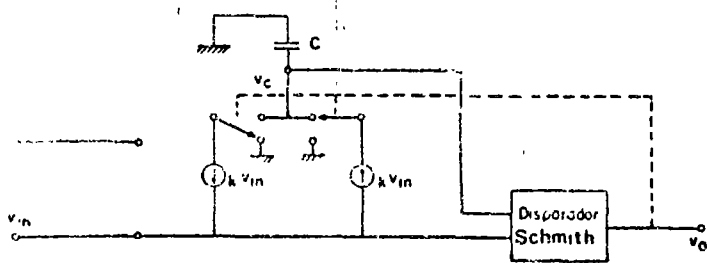 C
v_c
k v_in
k v_in
v_in
Disparador
Schmith
v_o